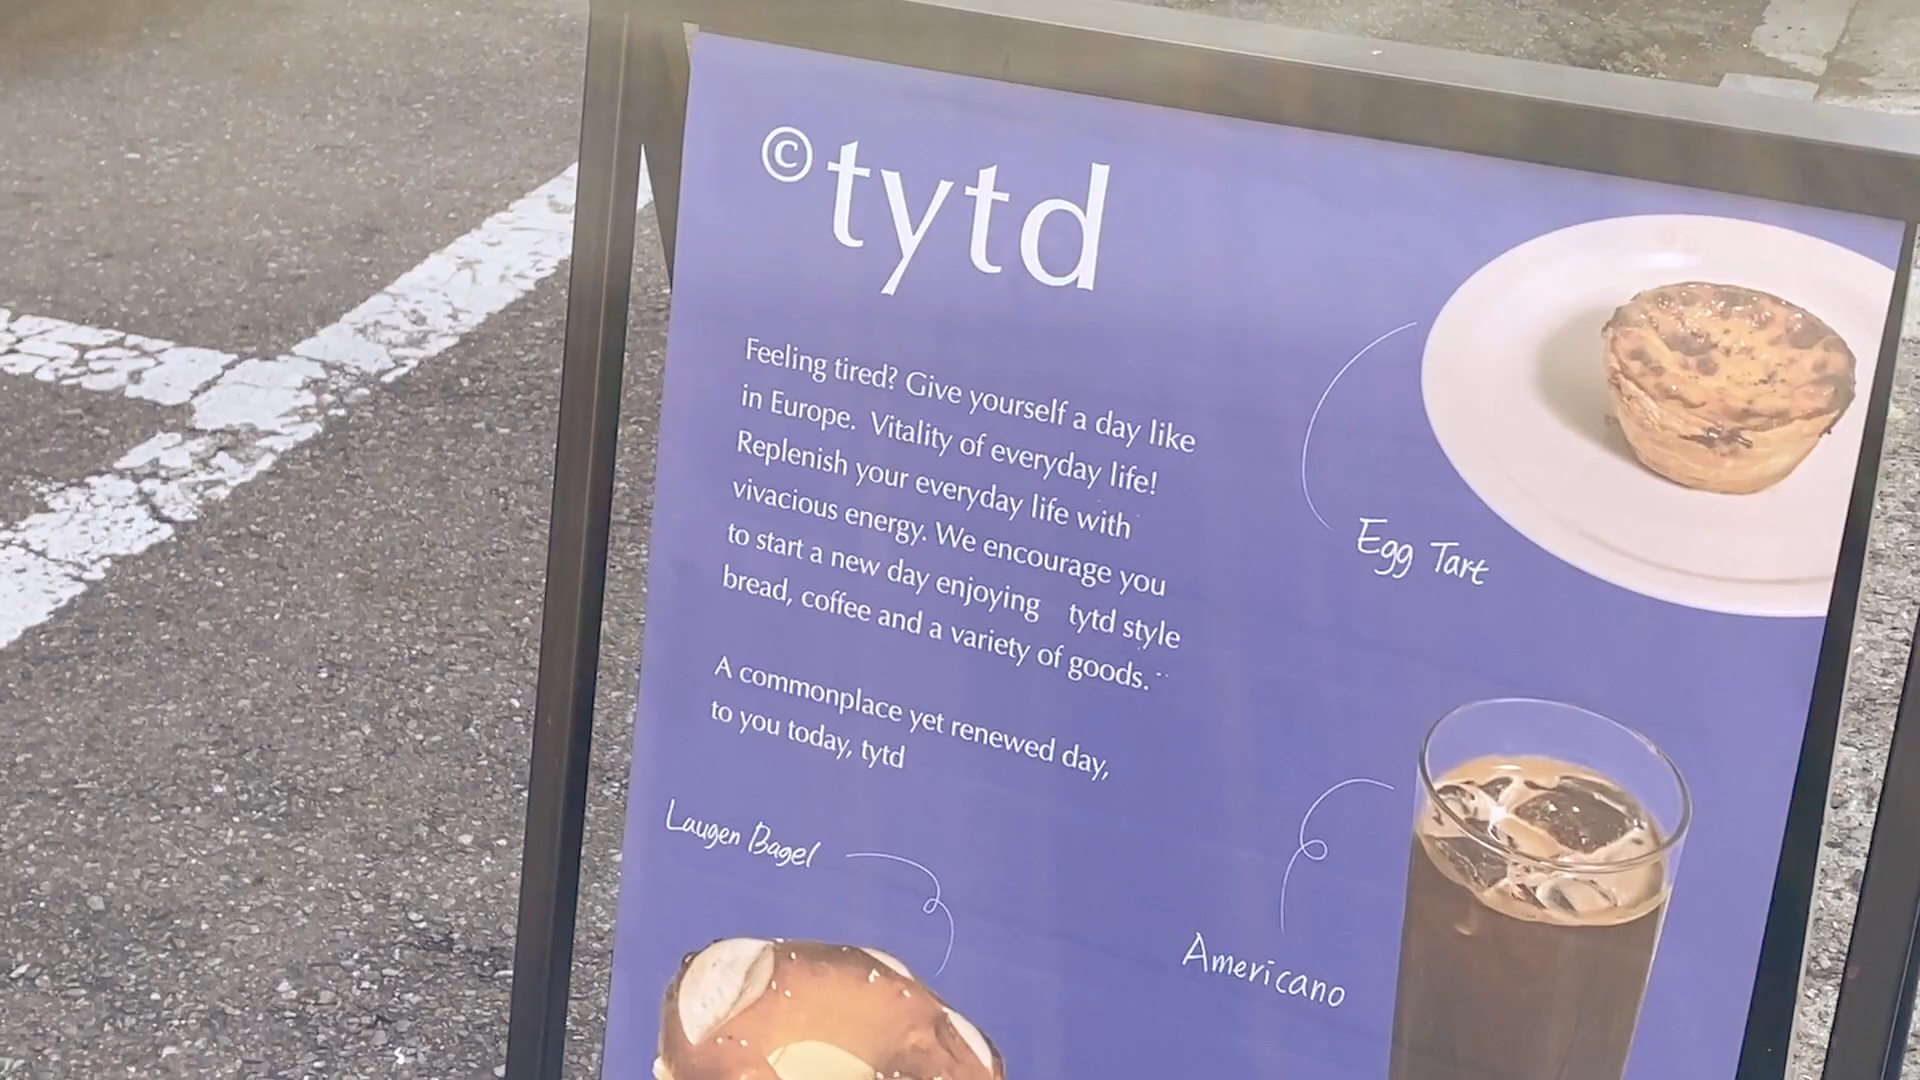 ©tytd
Feeling tired? Give yourself a day like
in Europe. Vitality of everyday life!
Replenish your everyday life with
vivacious energy. We encourage you
to start a new day enjoying tytd style
bread, coffee and a variety of goods.
A commonplace yet renewed day,
to you today, tytd
Egg Tart
Laugen Bagel
Americano